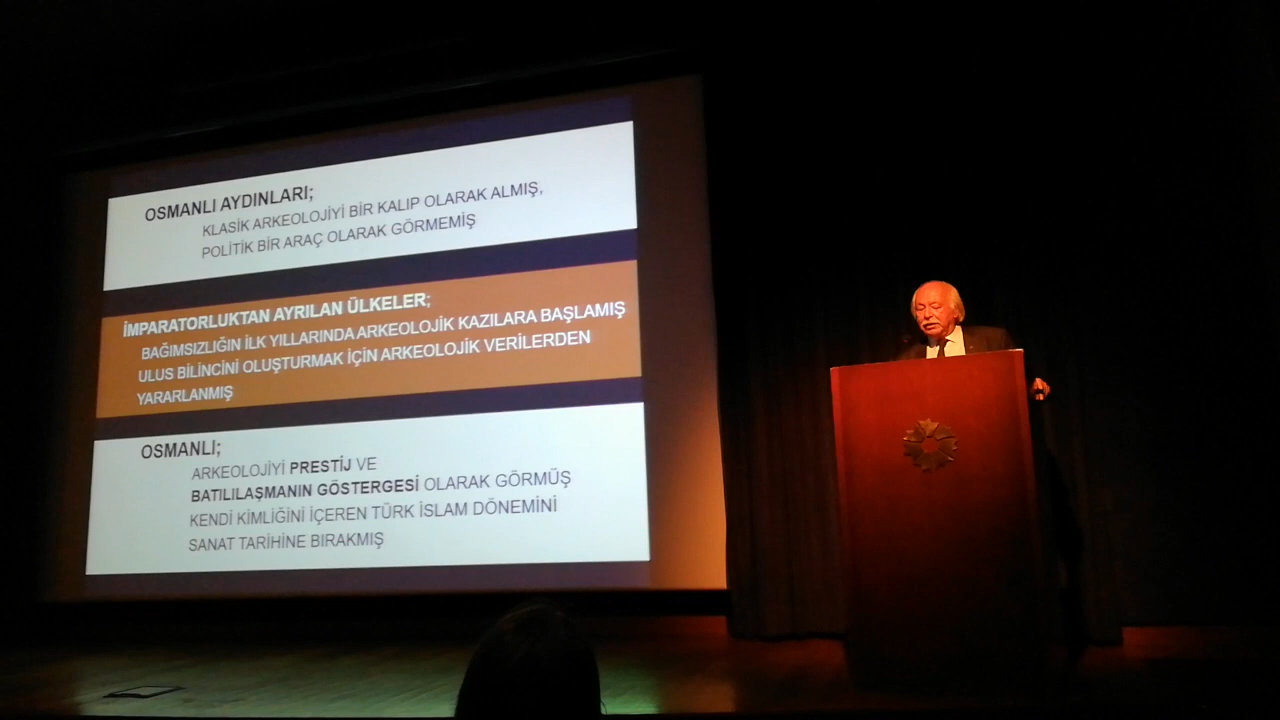 OSMANLI AYDINLARI;
KLASİK ARKEOLOJİYİ BİR KALIP OLARAK ALMIŞ,
POLİTİK BİR ARAÇ OLARAK GÖRMEMİŞ
İMPARATORLUKTAN AYRILAN ÜLKELER;
BAĞIMSIZLIĞIN İLK YILLARINDA ARKEOLOJİK KAZILARA BAŞLAMIŞ
ULUS BİLİNCİNİ OLUŞTURMAK İÇİN ARKEOLOJİK VERİLERDEN
YARARLANMIŞ
OSMANLI;
ARKEOLOJİYİ PRESTİJ VE
BATILILAŞMANIN GÖSTERGESİ OLARAK GÖRMÜŞ
KENDİ KİMLİĞİNİ İÇEREN TÜRK İSLAM DÖNEMİNİ
SANAT TARİHİNE BIRAKMIŞ